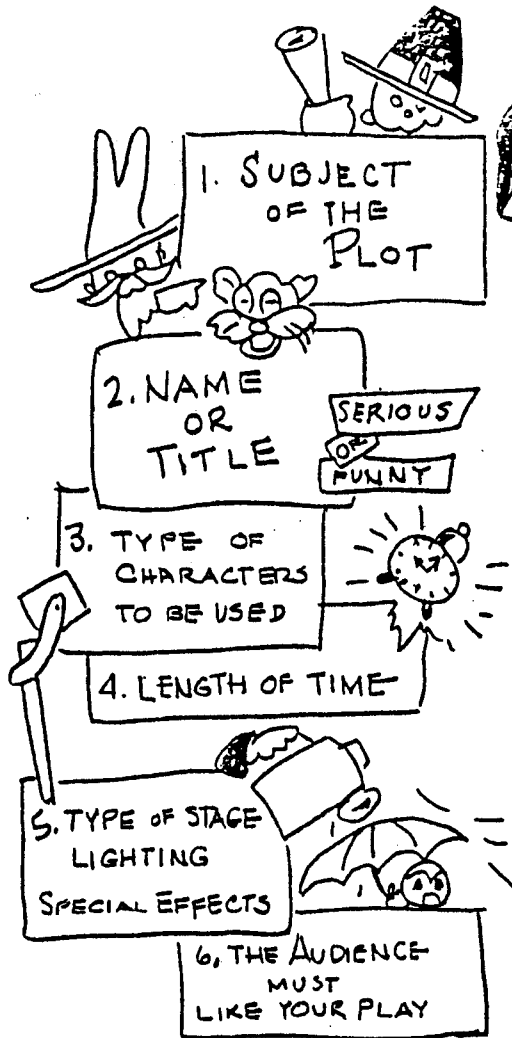 1. SUBJECT
OF THE
PLOT
2. NAME
OR
TITLE
SERIOUS
OR
FUNNY
3. TYPE OF
CHARACTERS
TO BE USED
4. LENGTH OF TIME
5. TYPE OF STAGE
LIGHTING
SPECIAL EFFECTS
6. THE AUDIENCE
MUST
LIKE YOUR PLAY